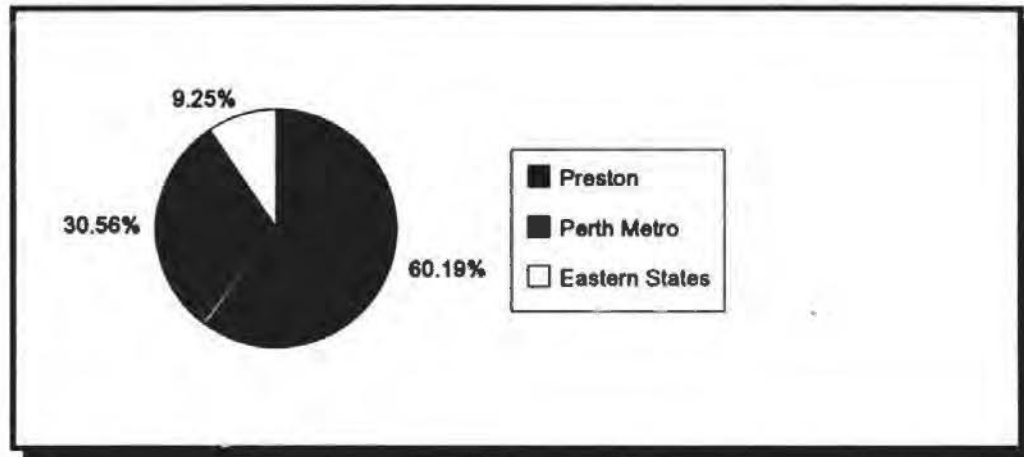 9.25%
30.56%
60.19%
Preston
Perth Metro
Eastern States